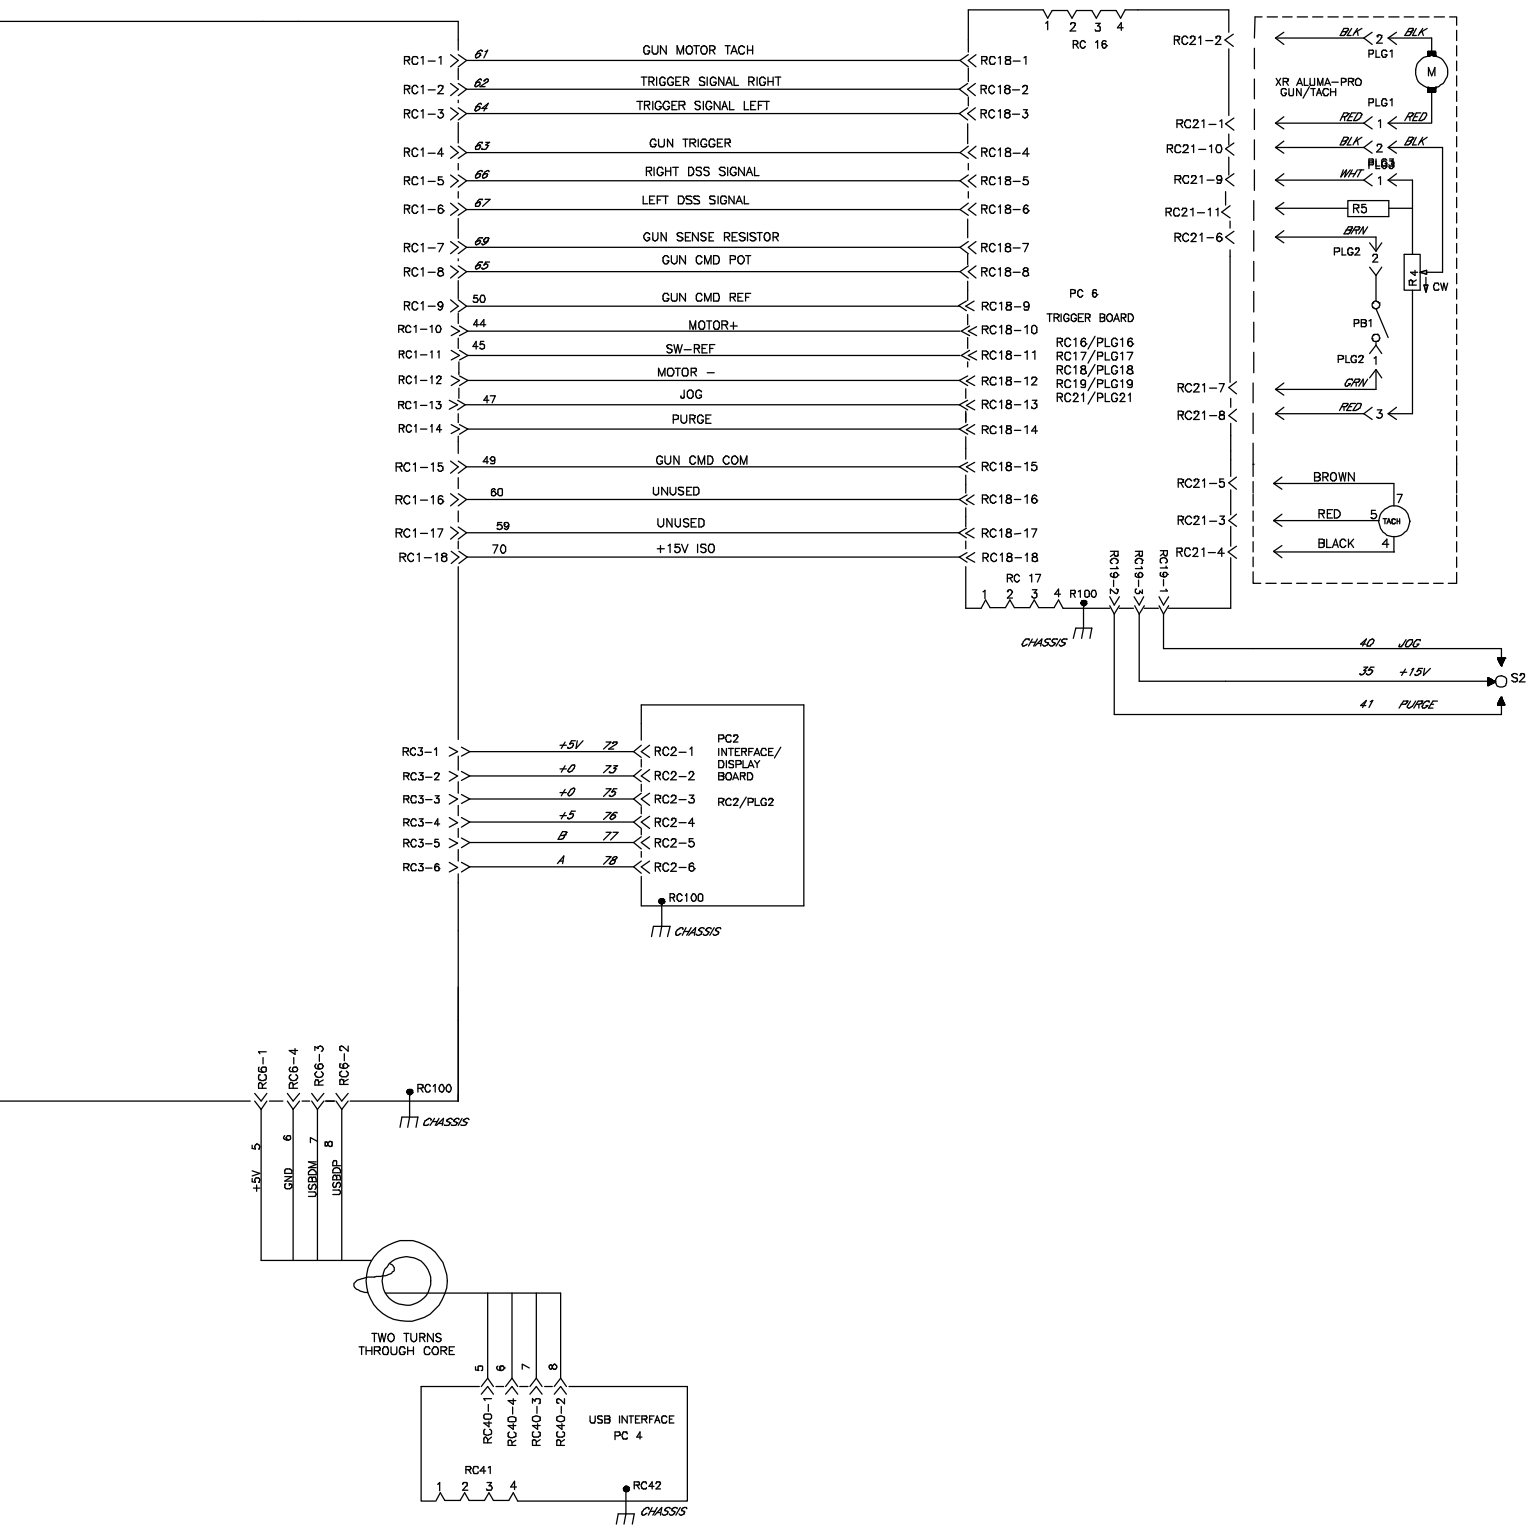 RC1-1 61 GUN MOTOR TACH RC18-1
RC1-2 62 TRIGGER SIGNAL RIGHT RC18-2
RC1-3 64 TRIGGER SIGNAL LEFT RC18-3
RC1-4 63 GUN TRIGGER RC18-4
RC1-5 66 RIGHT DSS SIGNAL RC18-5
RC1-6 67 LEFT DSS SIGNAL RC18-6
RC1-7 69 GUN SENSE RESISTOR RC18-7
RC1-8 65 GUN CMD POT RC18-8
RC1-9 50 GUN CMD REF RC18-9
RC1-10 44 MOTOR+ RC18-10
RC1-11 45 SW-REF RC18-11
RC1-12 MOTOR - RC18-12
RC1-13 47 JOG RC18-13
RC1-14 PURGE RC18-14
RC1-15 49 GUN CMD COM RC18-15
RC1-16 60 UNUSED RC18-16
RC1-17 59 UNUSED RC18-17
RC1-18 70 +15V ISO RC18-18
1 2 3 4
RC 16
PC 6
TRIGGER BOARD
RC16/PLG16
RC17/PLG17
RC18/PLG18
RC19/PLG19
RC21/PLG21
RC 17
1 2 3 4
R100
CHASSIS
RC19-2
RC19-3
RC19-1
RC21-2
RC21-1
RC21-10
RC21-9
RC21-11
RC21-6
RC21-7
RC21-8
RC21-5
RC21-3
RC21-4
BLK 2 BLK
PLG1
M
XR ALUMA-PRO
GUN/TACH
PLG1
RED 1 RED
BLK 2 BLK
PLG3
WHT 1
R5
BRN
PLG2
2
R4
CW
PB1
PLG2 1
GRN
RED 3
BROWN
7
RED 5 TACH
BLACK 4
40 JOG
35 +15V S2
41 PURGE
RC3-1 +5V 72 RC2-1
RC3-2 +0 73 RC2-2
RC3-3 +0 75 RC2-3
RC3-4 +5 76 RC2-4
RC3-5 B 77 RC2-5
RC3-6 A 78 RC2-6
PC2
INTERFACE/
DISPLAY
BOARD
RC2/PLG2
RC100
CHASSIS
RC6-1
RC6-4
RC6-3
RC6-2
RC100
CHASSIS
+5V 5
GND 6
USBDM 7
USBDP 8
TWO TURNS
THROUGH CORE
5 6 7 8
RC40-1
RC40-4
RC40-3
RC40-2
USB INTERFACE
PC 4
RC41
1 2 3 4
RC42
CHASSIS